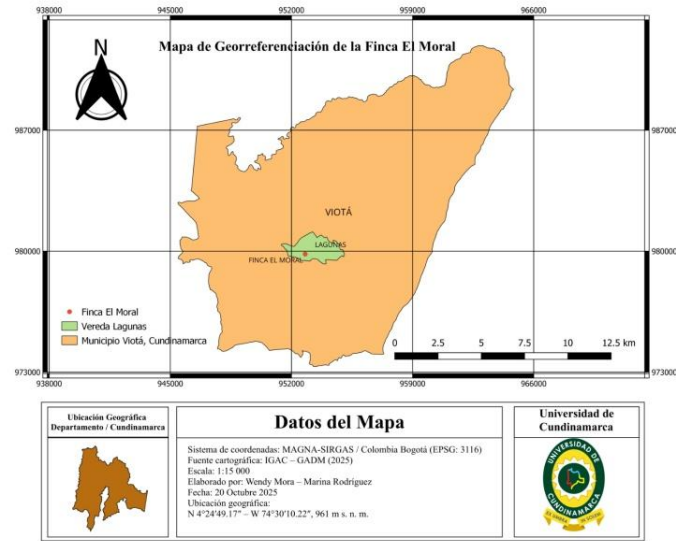 938000 945000 952000 959000 966000
Mapa de Georreferenciación de la Finca El Moral
N
987000 987000
VIOTÁ
LAGUNAS
980000 980000
FINCA EL MORAL
Finca El Moral
Vereda Lagunas
Municipio Viotá, Cundinamarca
0 2.5 5 7.5 10 12.5 km
973000 973000
938000 945000 952000 959000 966000
Ubicación Geográfica
Departamento / Cundinamarca
Datos del Mapa
Sistema de coordenadas: MAGNA-SIRGAS / Colombia Bogotá (EPSG: 3116)
Fuente cartográfica: IGAC – GADM (2025)
Escala: 1:15 000
Elaborado por: Wendy Mora – Marina Rodríguez
Fecha: 20 Octubre 2025
Ubicación geográfica:
N 4°24'49.17" – W 74°30'10.22", 961 m s. n. m.
Universidad de
Cundinamarca
UNIVERSIDAD DE
CUNDINAMARCA